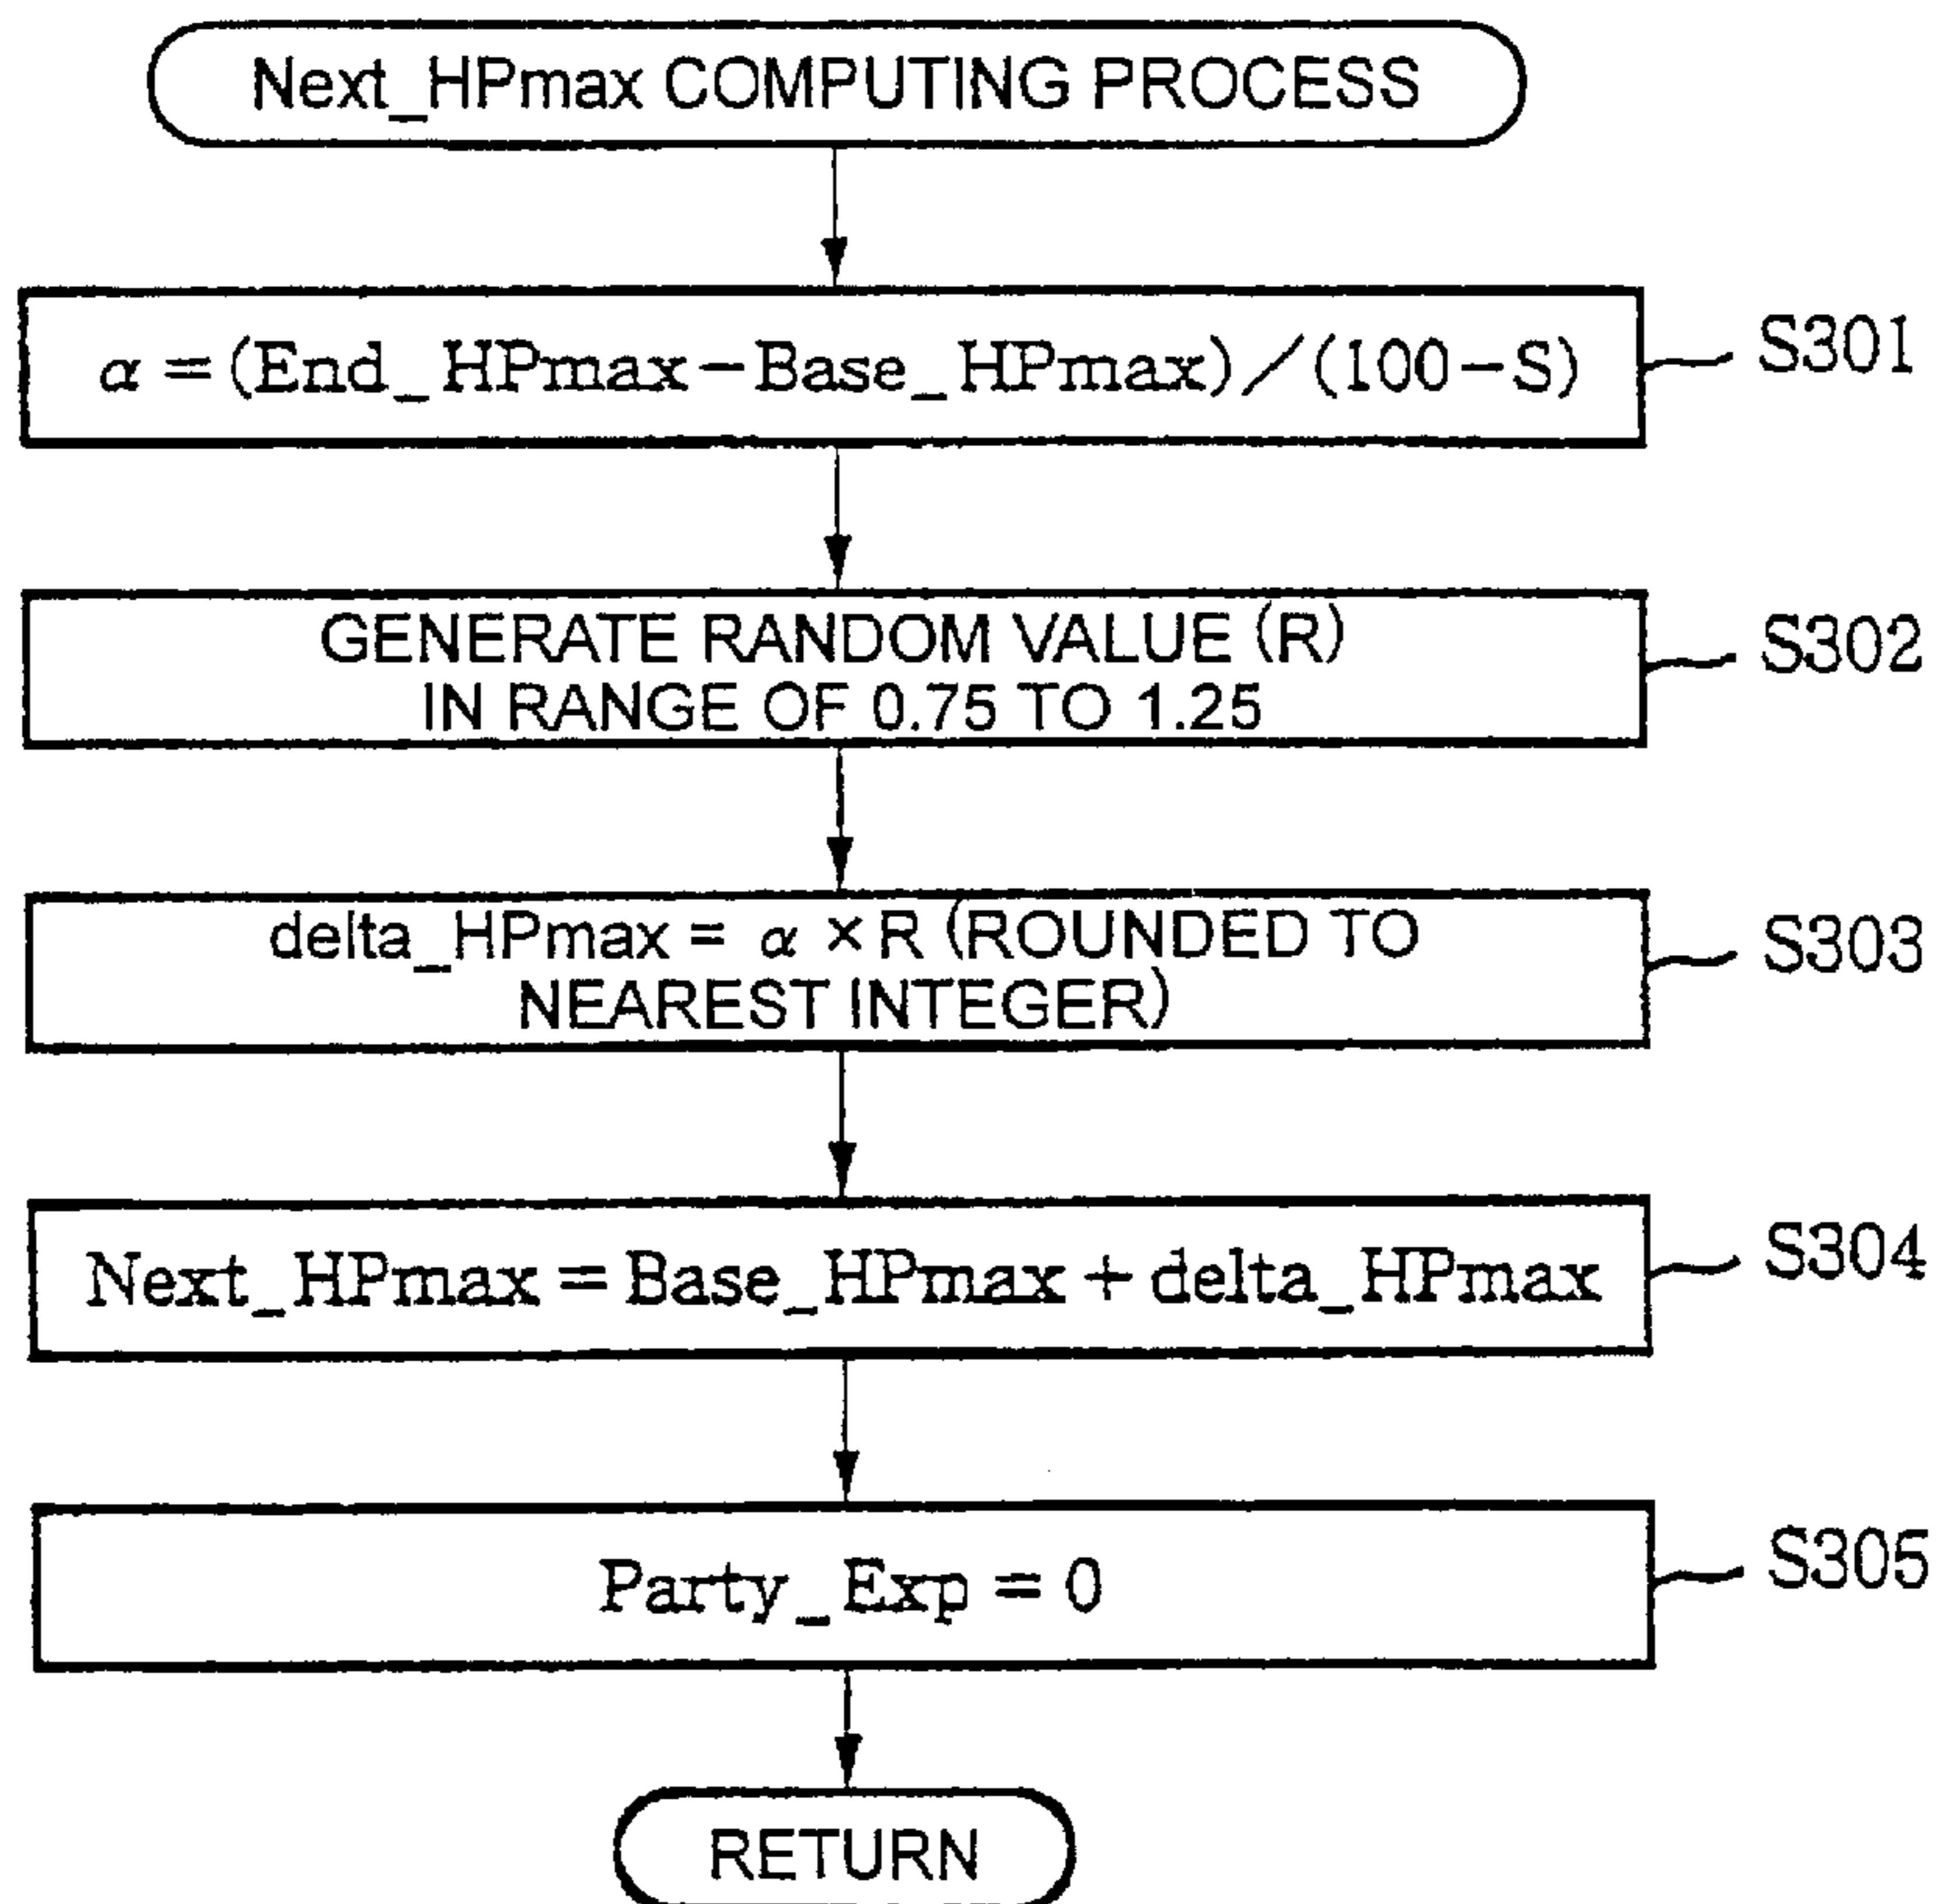 Next_HPmax COMPUTING PROCESS
α=(End_HPmax−Base_HPmax)/(100−S)
S301
GENERATE RANDOM VALUE (R)
IN RANGE OF 0.75 TO 1.25
S302
delta_HPmax = α ×R (ROUNDED TO
NEAREST INTEGER)
S303
Next_HPmax=Base_HPmax+delta_HPmax
S304
Party_Exp=0
S305
RETURN